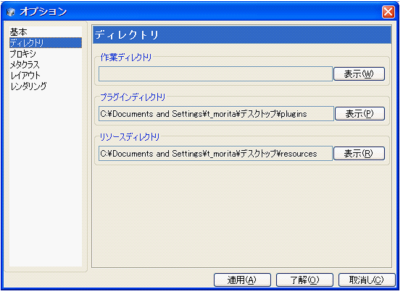 オプション
基本
ディレクトリ
プロキシ
メタクラス
レイアウト
レンダリング
ディレクトリ
作業ディレクトリ
表示(W)
プラグインディレクトリ
C:¥Documents and Settings¥t_morita¥デスクトップ¥plugins
表示(P)
リソースディレクトリ
C:¥Documents and Settings¥t_morita¥デスクトップ¥resources
表示(R)
適用(A) 了解(O) 取消し(C)